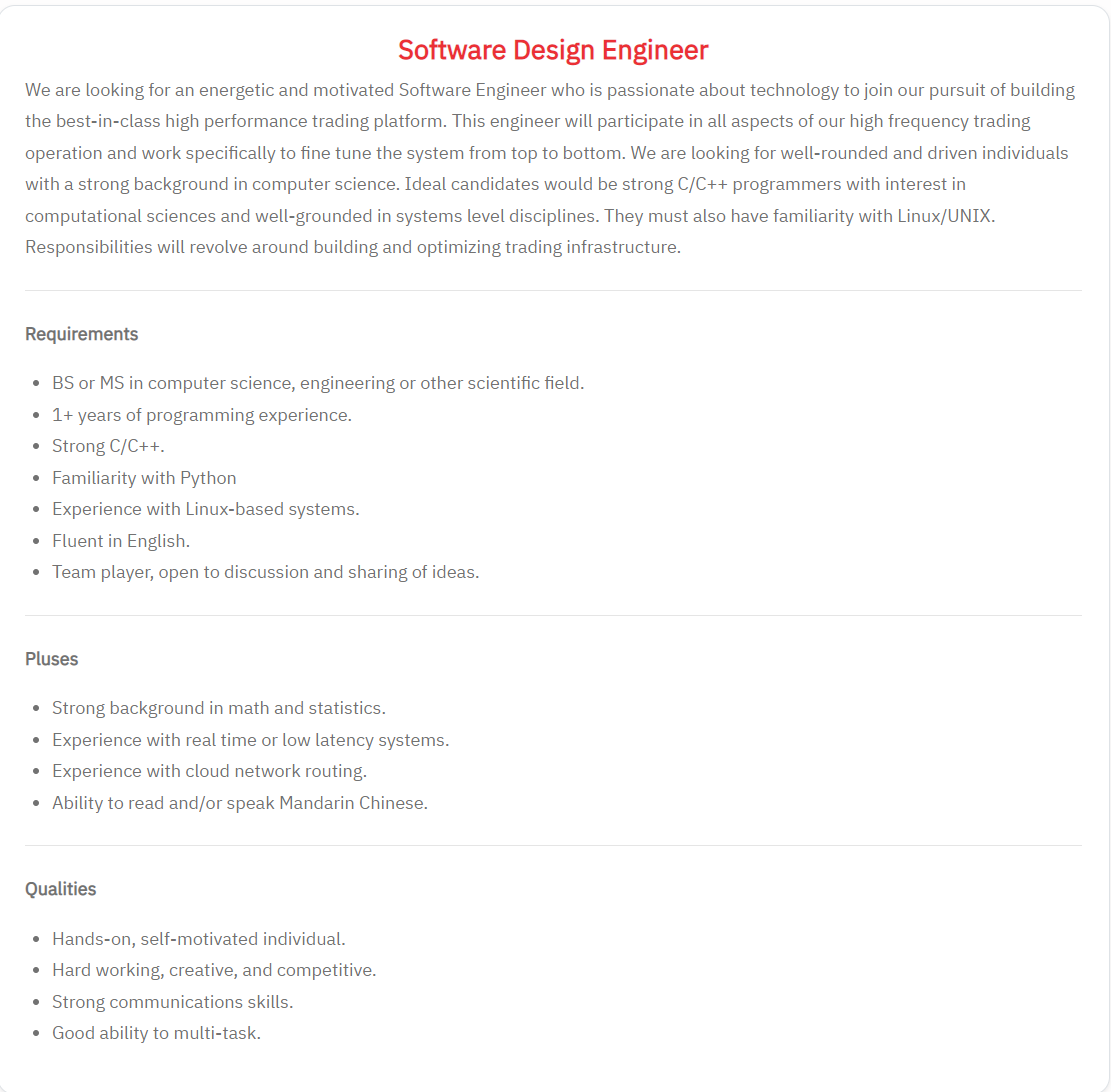 Software Design Engineer
We are looking for an energetic and motivated Software Engineer who is passionate about technology to join our pursuit of building
the best-in-class high performance trading platform. This engineer will participate in all aspects of our high frequency trading
operation and work specifically to fine tune the system from top to bottom. We are looking for well-rounded and driven individuals
with a strong background in computer science. Ideal candidates would be strong C/C++ programmers with interest in
computational sciences and well-grounded in systems level disciplines. They must also have familiarity with Linux/UNIX.
Responsibilities will revolve around building and optimizing trading infrastructure.
Requirements
• BS or MS in computer science, engineering or other scientific field.
• 1+ years of programming experience.
• Strong C/C++.
• Familiarity with Python
• Experience with Linux-based systems.
• Fluent in English.
• Team player, open to discussion and sharing of ideas.
Pluses
• Strong background in math and statistics.
• Experience with real time or low latency systems.
• Experience with cloud network routing.
• Ability to read and/or speak Mandarin Chinese.
Qualities
• Hands-on, self-motivated individual.
• Hard working, creative, and competitive.
• Strong communications skills.
• Good ability to multi-task.